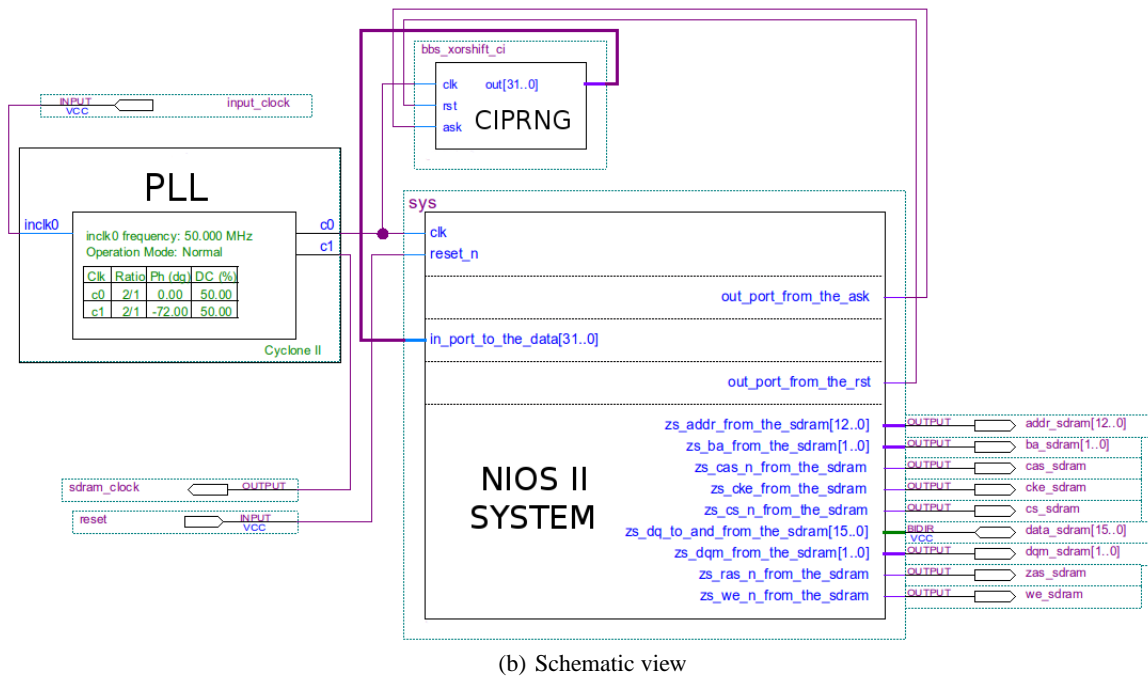 bbs_xorshift_ci
clk out[31..0]
rst
ask
CIPRNG
INPUT
VCC
input_clock
PLL
inclk0
c0
c1
inclk0 frequency: 50.000 MHz
Operation Mode: Normal
Clk Ratio Ph (dg) DC (%)
c0 2/1 0.00 50.00
c1 2/1 -72.00 50.00
Cyclone II
sys
clk
reset_n
out_port_from_the_ask
in_port_to_the_data[31..0]
out_port_from_the_rst
NIOS II
SYSTEM
zs_addr_from_the_sdram[12..0] OUTPUT addr_sdram[12..0]
zs_ba_from_the_sdram[1..0] OUTPUT ba_sdram[1..0]
zs_cas_n_from_the_sdram OUTPUT cas_sdram
zs_cke_from_the_sdram OUTPUT cke_sdram
zs_cs_n_from_the_sdram OUTPUT cs_sdram
zs_dq_to_and_from_the_sdram[15..0] BIDIR data_sdram[15..0]
VCC
zs_dqm_from_the_sdram[1..0] OUTPUT dqm_sdram[1..0]
zs_ras_n_from_the_sdram OUTPUT zas_sdram
zs_we_n_from_the_sdram OUTPUT we_sdram
sdram_clock OUTPUT
reset INPUT
VCC
(b) Schematic view